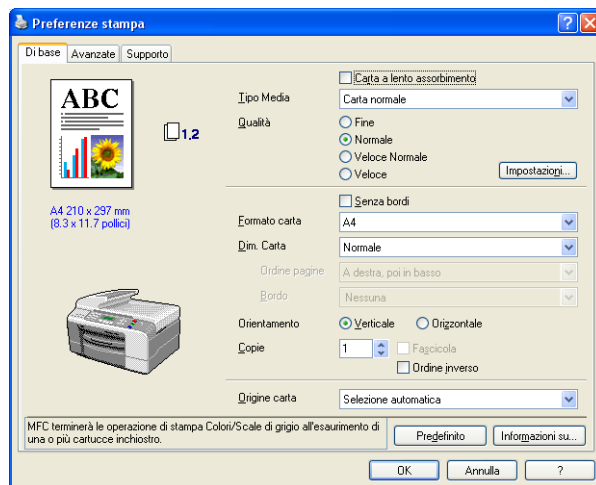 Preferenze stampa
Di base Avanzate Supporto
ABC
1,2
A4 210 x 297 mm
(8.3 x 11.7 pollici)
Carta a lento assorbimento
Tipo Media Carta normale
Qualità Fine
Normale
Veloce Normale
Veloce Impostazioni...
Senza bordi
Formato carta A4
Dim. Carta Normale
Ordine pagine A destra, poi in basso
Bordo Nessuna
Orientamento Verticale Orizzontale
Copie 1 Fascicola
Ordine inverso
Origine carta Selezione automatica
MFC terminerà le operazione di stampa Colori/Scale di grigio all'esaurimento di
una o più cartucce inchiostro.
Predefinito Informazioni su...
OK Annulla ?